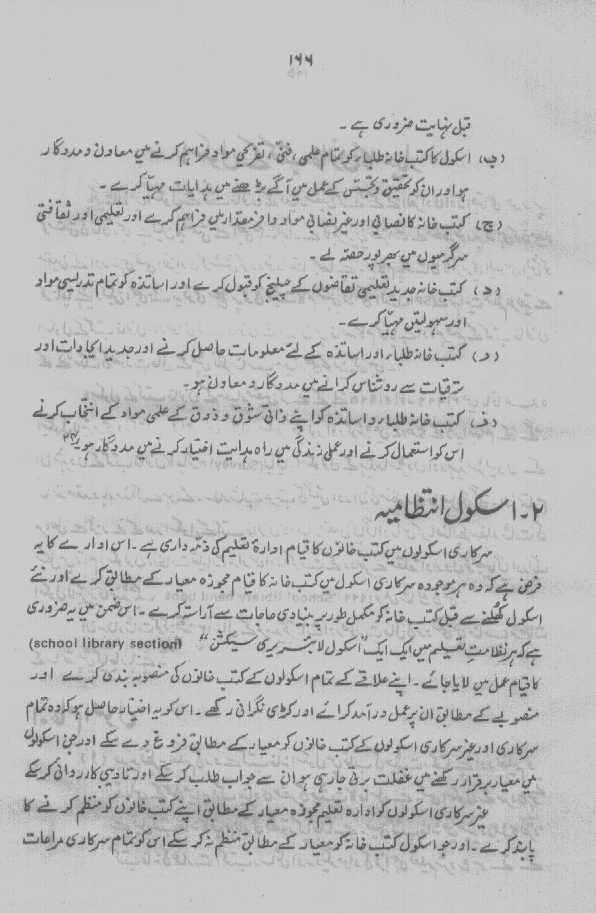 ۱۶۶
قبل نہایت ضروری ہے۔
(ب) اسکول کا کتب خانہ طلباء کو تمام علمی، فنی، تفریحی مواد فراہم کرنے میں معاون و مددگار
ہو اور ان کو تحقیق و تجسس کے عمل میں آگے بڑھنے میں ہدایات مہیا کرے۔
(ج) کتب خانہ کا نصابی اور غیر نصابی مواد وافر مقدار میں فراہم کرے اور تعلیمی اور ثقافتی
سرگرمیوں میں بھرپور حصّہ لے۔
(د) کتب خانہ جدید تعلیمی تقاضوں کے چیلنج کو قبول کرے اور اساتذہ کو تمام تدریسی مواد
اور سہولتیں مہیا کرے۔
(ر) کتب خانہ طلباء اور اساتذہ کے لئے معلومات حاصل کرنے اور جدید ایجادات اور
ترقیات سے روشناس کرانے میں مددگار و معاون ہو۔
(ز) کتب خانہ طلباء و اساتذہ کو اپنے ذاتی شوق و ذوق کے علمی مواد کے انتخاب کرنے
اس کو استعمال کرنے اور عملی زندگی میں راہ ہدایت اختیار کرنے میں مددگار ہو۔
۲۔ اسکول انتظامیہ
سرکاری اسکولوں میں کتب خانوں کا قیام ادارۂ تعلیم کی ذمّہ داری ہے۔ اس ادارے کا یہ
فرض ہے کہ وہ ہر موجودہ سرکاری اسکول میں کتب خانہ کا قیام مجوزہ معیار کے مطابق کرے اور نئے
اسکول کھلنے سے قبل کتب خانہ کو مکمل طور پر بنیادی حاجات سے آراستہ کرے۔ اس ضمن میں یہ ضروری
ہے کہ ہر نظامتِ تعلیم میں ایک ایک "اسکول لائبریری سیکشن" (school library section)
کا قیام عمل میں لایا جائے۔ اپنے علاقے کے تمام اسکولوں کے کتب خانوں کی منصوبہ بندی کرے اور
منصوبے کے مطابق ان پر عمل درآمد کرائے اور کڑی نگرانی رکھے۔ اس کو یہ اختیار حاصل ہو کہ وہ تمام
سرکاری اور غیر سرکاری اسکولوں کے کتب خانوں کو معیار کے مطابق فروغ دے سکے اور جن اسکولوں
میں معیار برقرار رکھنے میں غفلت برتی جا رہی ہو ان سے جواب طلب کر سکے اور تادیبی کارروائی کر سکے
غیر سرکاری اسکولوں کو ادارہ تعلیم مجوزہ معیار کے مطابق اپنے کتب خانوں کو منظم کرنے کا
پابند کرے۔ اور جو اسکول کتب خانہ کو معیار کے مطابق منظم نہ کر سکے اس کو تمام سرکاری مراعات